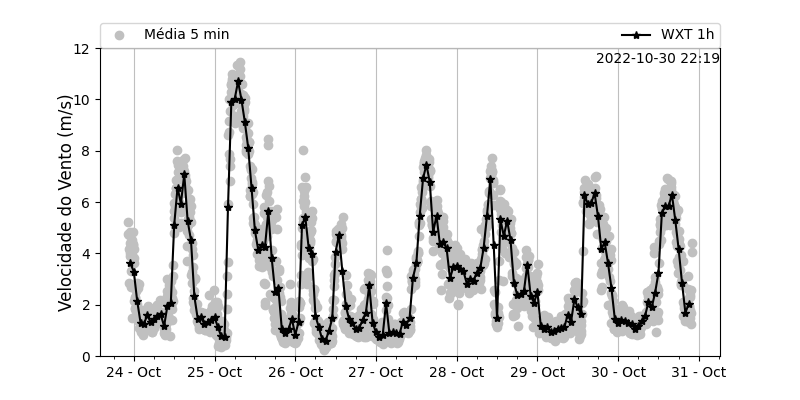 Média 5 min
WXT 1h
2022-10-30 22:19
Velocidade do Vento (m/s)
12
10
8
6
4
2
0
24 - Oct
25 - Oct
26 - Oct
27 - Oct
28 - Oct
29 - Oct
30 - Oct
31 - Oct